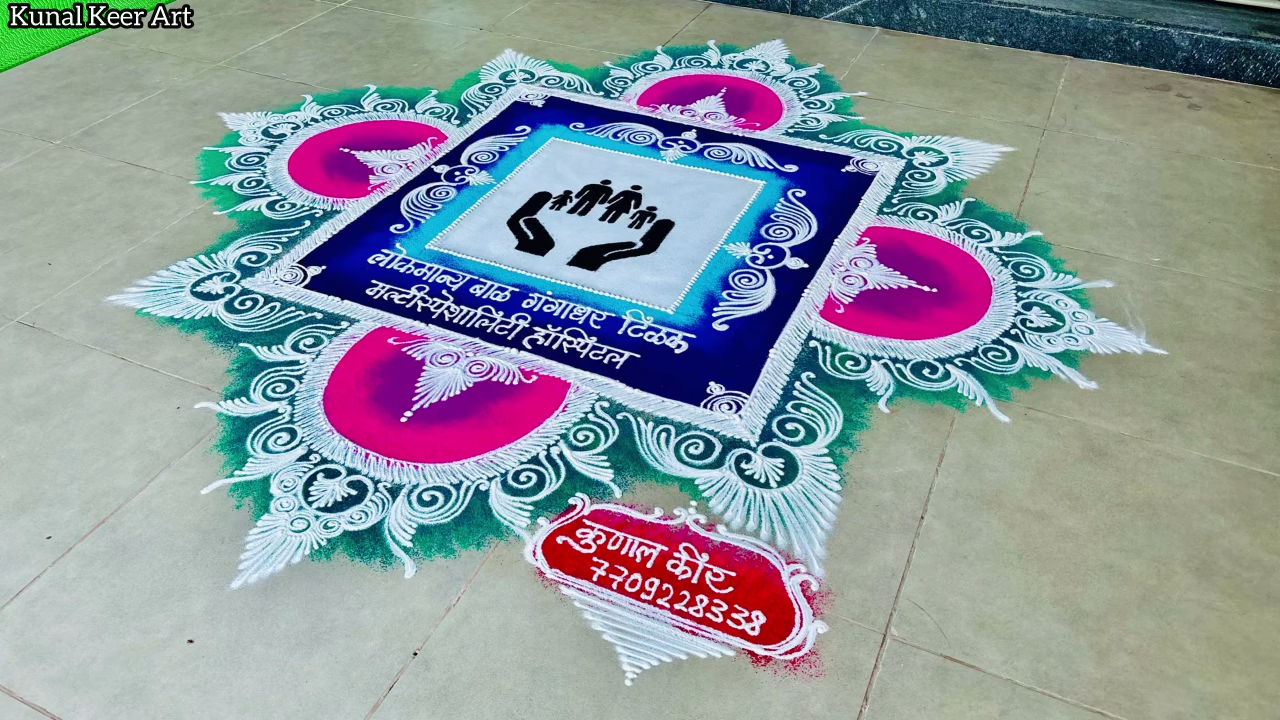 Kunal Keer Art
लोकमान्य बाळ गंगाधर टिळक
मल्टीस्पेशालिटी हॉस्पिटल
कुणाल कीर
7709228338